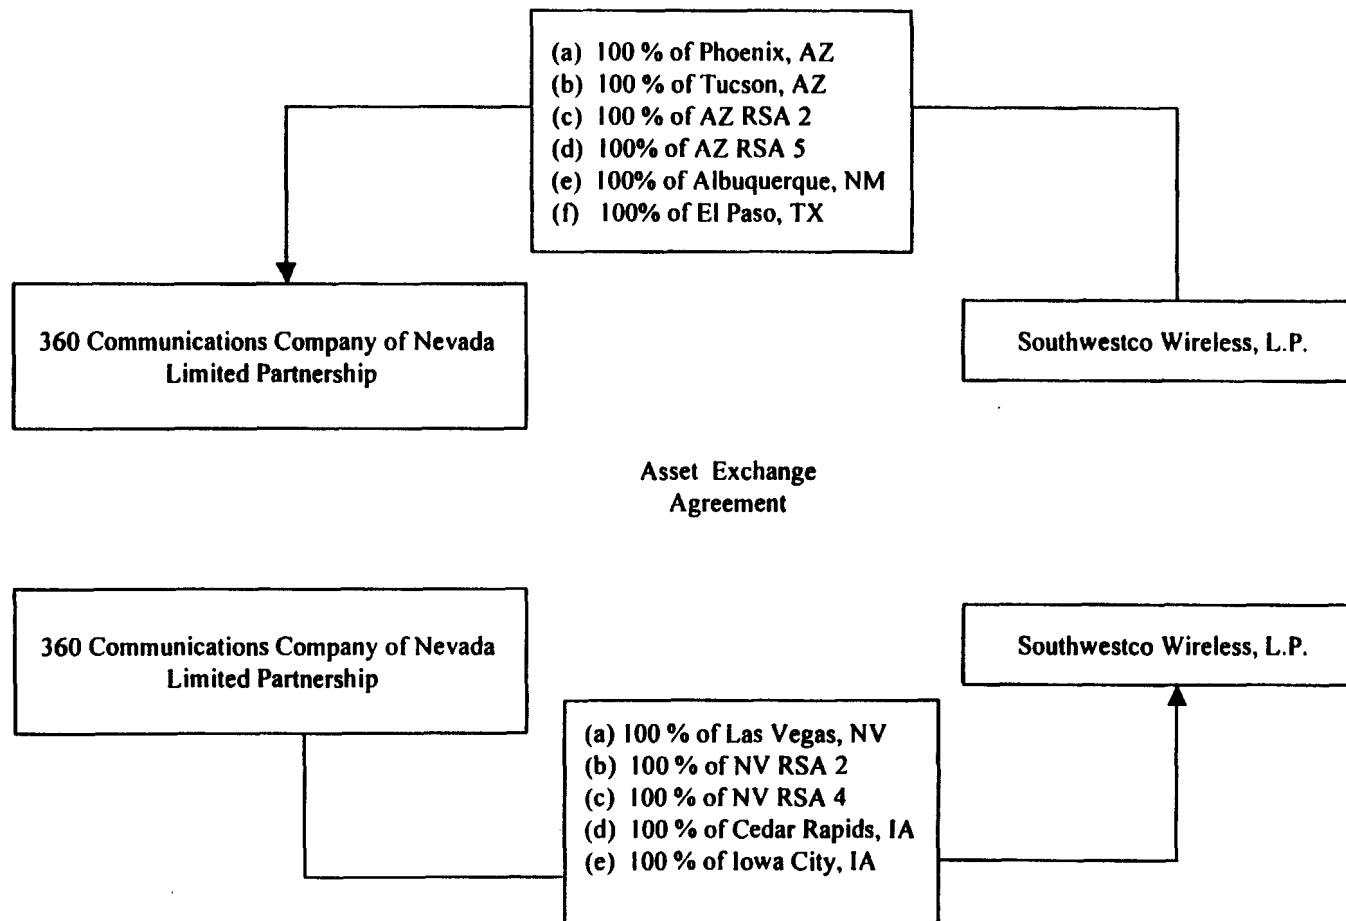 (a) 100 % of Phoenix, AZ
(b) 100 % of Tucson, AZ
(c) 100 % of AZ RSA 2
(d) 100% of AZ RSA 5
(e) 100% of Albuquerque, NM
(f) 100% of El Paso, TX
360 Communications Company of Nevada
Limited Partnership
Southwestco Wireless, L.P.
Asset Exchange
Agreement
360 Communications Company of Nevada
Limited Partnership
Southwestco Wireless, L.P.
(a) 100 % of Las Vegas, NV
(b) 100 % of NV RSA 2
(c) 100 % of NV RSA 4
(d) 100 % of Cedar Rapids, IA
(e) 100 % of Iowa City, IA